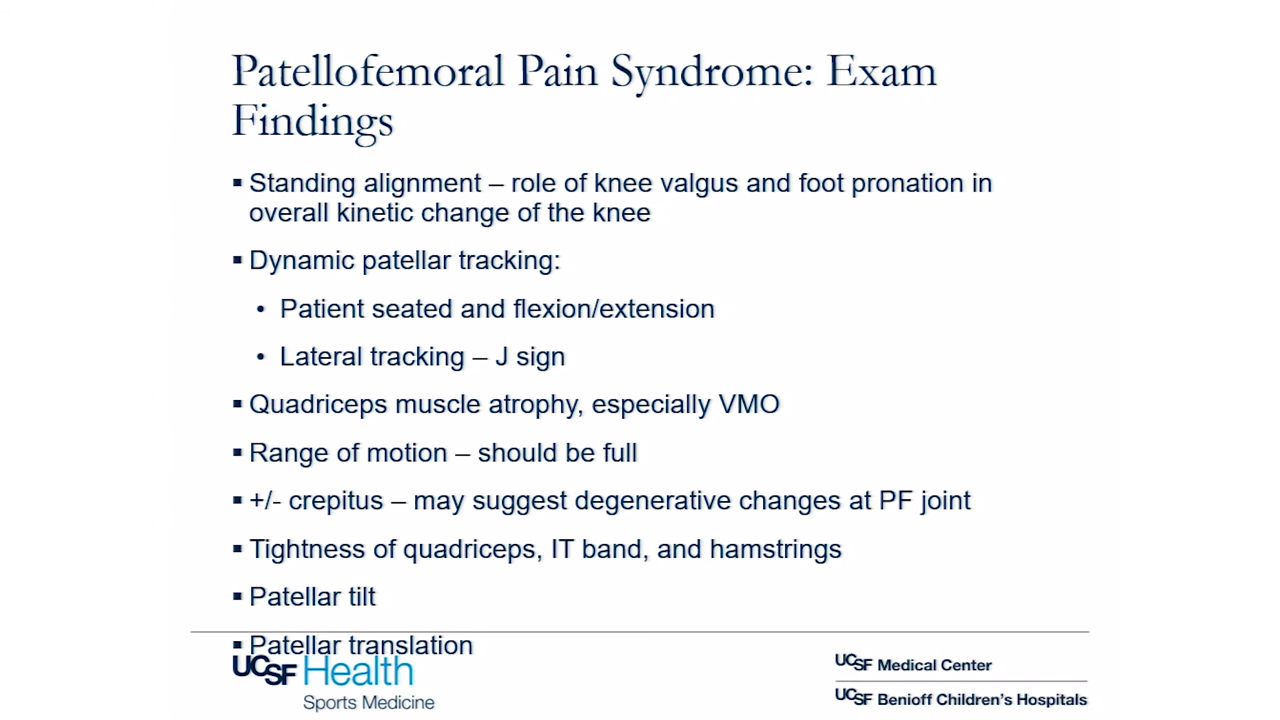 Patellofemoral Pain Syndrome: Exam
Findings
▪ Standing alignment – role of knee valgus and foot pronation in
overall kinetic change of the knee
▪ Dynamic patellar tracking:
• Patient seated and flexion/extension
• Lateral tracking – J sign
▪ Quadriceps muscle atrophy, especially VMO
▪ Range of motion – should be full
▪ +/- crepitus – may suggest degenerative changes at PF joint
▪ Tightness of quadriceps, IT band, and hamstrings
▪ Patellar tilt
▪ Patellar translation
UCSF Health
Sports Medicine
UCSF Medical Center
UCSF Benioff Children's Hospitals